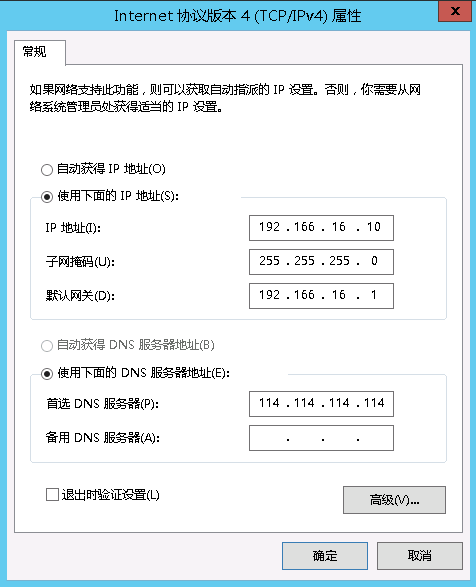 Internet 协议版本 4 (TCP/IPv4) 属性
x
常规
如果网络支持此功能，则可以获取自动指派的 IP 设置。否则，你需要从网
络系统管理员处获得适当的 IP 设置。
自动获得 IP 地址(O)
使用下面的 IP 地址(S):
IP 地址(I): 192 . 166 . 16 . 10
子网掩码(U): 255 . 255 . 255 . 0
默认网关(D): 192 . 166 . 16 . 1
自动获得 DNS 服务器地址(B)
使用下面的 DNS 服务器地址(E):
首选 DNS 服务器(P): 114 . 114 . 114 . 114
备用 DNS 服务器(A): . . .
退出时验证设置(L)
高级(V)...
确定 取消